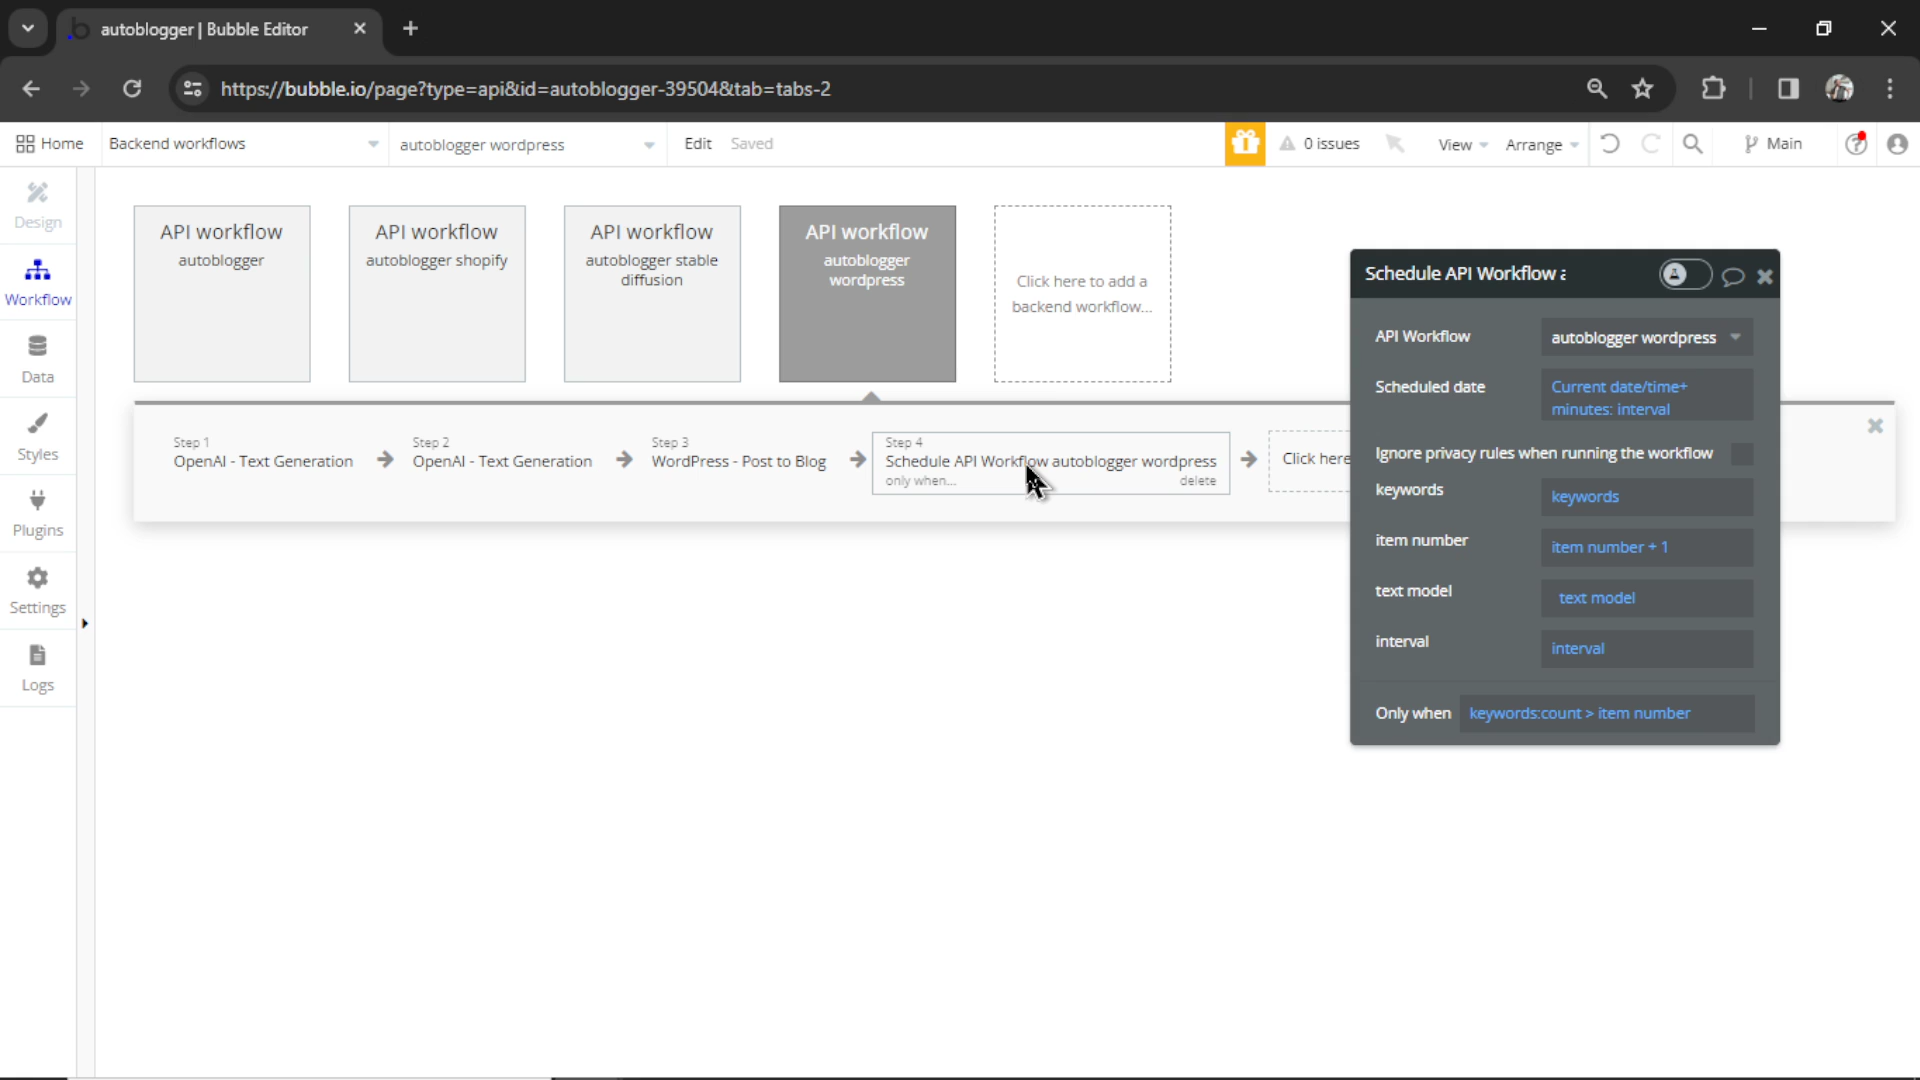 autoblogger | Bubble Editor
https://bubble.io/page?type=api&id=autoblogger-39504&tab=tabs-2
Home
Backend workflows
autoblogger wordpress
Edit
Saved
0 issues
View
Arrange
Main
Design
Workflow
Data
Styles
Plugins
Settings
Logs
API workflow
autoblogger
API workflow
autoblogger shopify
API workflow
autoblogger stable
diffusion
API workflow
autoblogger
wordpress
Click here to add a
backend workflow...
Step 1
OpenAI - Text Generation
Step 2
OpenAI - Text Generation
Step 3
WordPress - Post to Blog
Step 4
Schedule API Workflow autoblogger wordpress
only when...
delete
Click here
Schedule API Workflow a
API Workflow
autoblogger wordpress
Scheduled date
Current date/time+
minutes: interval
Ignore privacy rules when running the workflow
keywords
keywords
item number
item number + 1
text model
text model
interval
interval
Only when
keywords:count > item number